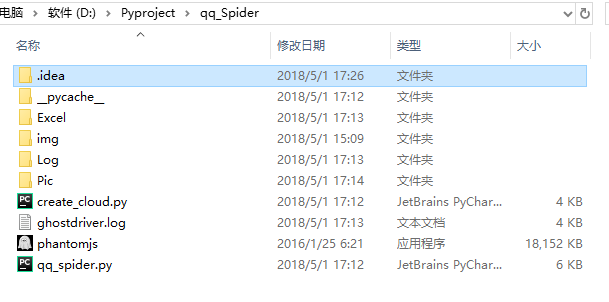 电脑 › 软件 (D:) › Pyproject › qq_Spider
名称 修改日期 类型 大小
.idea 2018/5/1 17:26 文件夹
__pycache__ 2018/5/1 17:12 文件夹
Excel 2018/5/1 17:13 文件夹
img 2018/5/1 15:09 文件夹
Log 2018/5/1 17:13 文件夹
Pic 2018/5/1 17:14 文件夹
create_cloud.py 2018/5/1 17:12 JetBrains PyChar... 4 KB
ghostdriver.log 2018/5/1 17:13 文本文档 4 KB
phantomjs 2016/1/25 6:21 应用程序 18,152 KB
qq_spider.py 2018/5/1 17:12 JetBrains PyChar... 6 KB